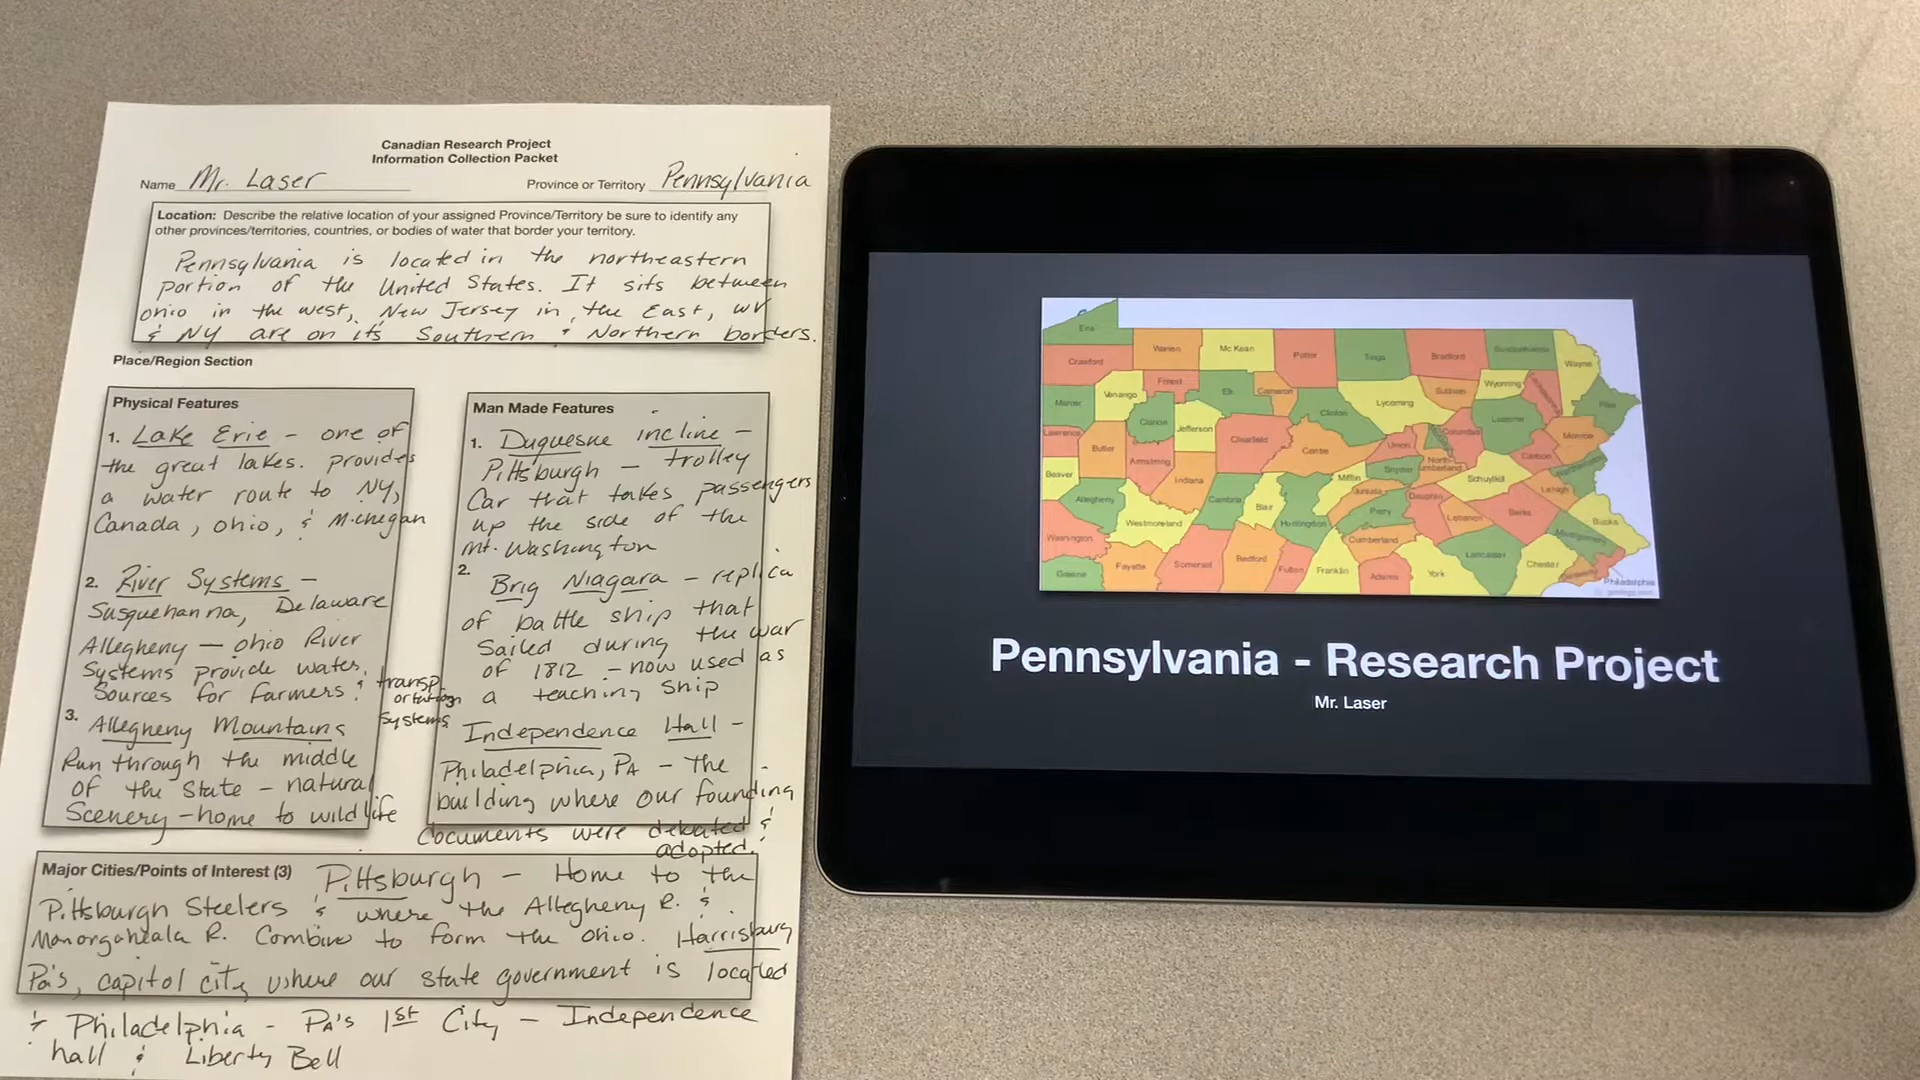 Canadian Research Project
Information Collection Packet
Name Mr. Laser
Province or Territory Pennsylvania
Location: Describe the relative location of your assigned Province/Territory be sure to identify any
other provinces/territories, countries, or bodies of water that border your territory.
Pennsylvania is located in the northeastern
portion of the United States. It sits between
Ohio in the west, New Jersey in the East, WV
& NY are on its Southern & Northern borders.
Place/Region Section
Physical Features
1. Lake Erie - one of
the great lakes. provides
a water route to NY,
Canada, Ohio, & Michegan
2. River Systems -
Susquehanna, Delaware
Allegheny - Ohio River
Systems provide water
Sources for farmers & transp
ortation
systems
3. Allegheny Mountains
Run through the middle
of the State - natural
Scenery - home to wildlife
Man Made Features
1. Duquesne incline -
Pittsburgh - trolley
Car that takes passengers
up the side of the
Mt. Washington
2. Brig Niagara - replica
of battle ship that
Sailed during the war
of 1812 - now used as
a teaching ship
Independence Hall -
Philadelphia, PA - The
building where our founding
Documents were debated &
adopted.
Major Cities/Points of Interest (3) Pittsburgh - Home to the
Pittsburgh Steelers & where the Allegheny R. &
Monorgaheala R. Combine to form the Ohio. Harrisburg
Pa's, capitol city where our state government is located
+ Philadelphia - PA's 1st City - Independence
hall & Liberty Bell
Erie
Crawford Warren Mc Kean Potter Tioga Bradford Susquehanna Wayne
Mercer Venango Forest Elk Cameron Clinton Lycoming Sullivan Wyoming Lackawanna Pike
Lawrence Butler Clarion Jefferson Clearfield Centre Union Columbia Luzerne Carbon Monroe
Beaver Armstrong Indiana Mifflin Snyder North-
umberland Schuylkill Northampton
Allegheny Westmoreland Cambria Blair Huntingdon Juniata Perry Dauphin Lebanon Berks Lehigh Bucks
Washington Cumberland Lancaster Montgomery
Greene Fayette Somerset Bedford Fulton Franklin Adams York Chester Delaware Philadelphia
Pennsylvania - Research Project
Mr. Laser